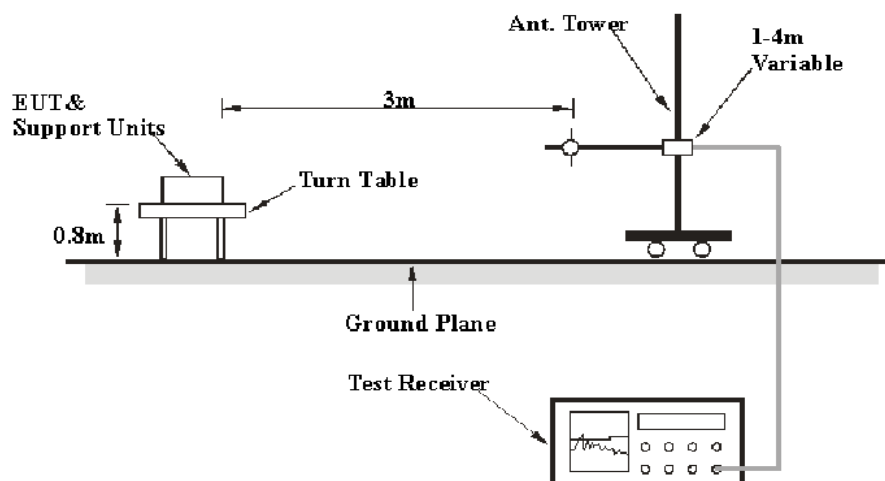 Ant. Tower
1-4m
Variable
3m
EUT&
Support Units
Turn Table
0.8m
Ground Plane
Test Receiver